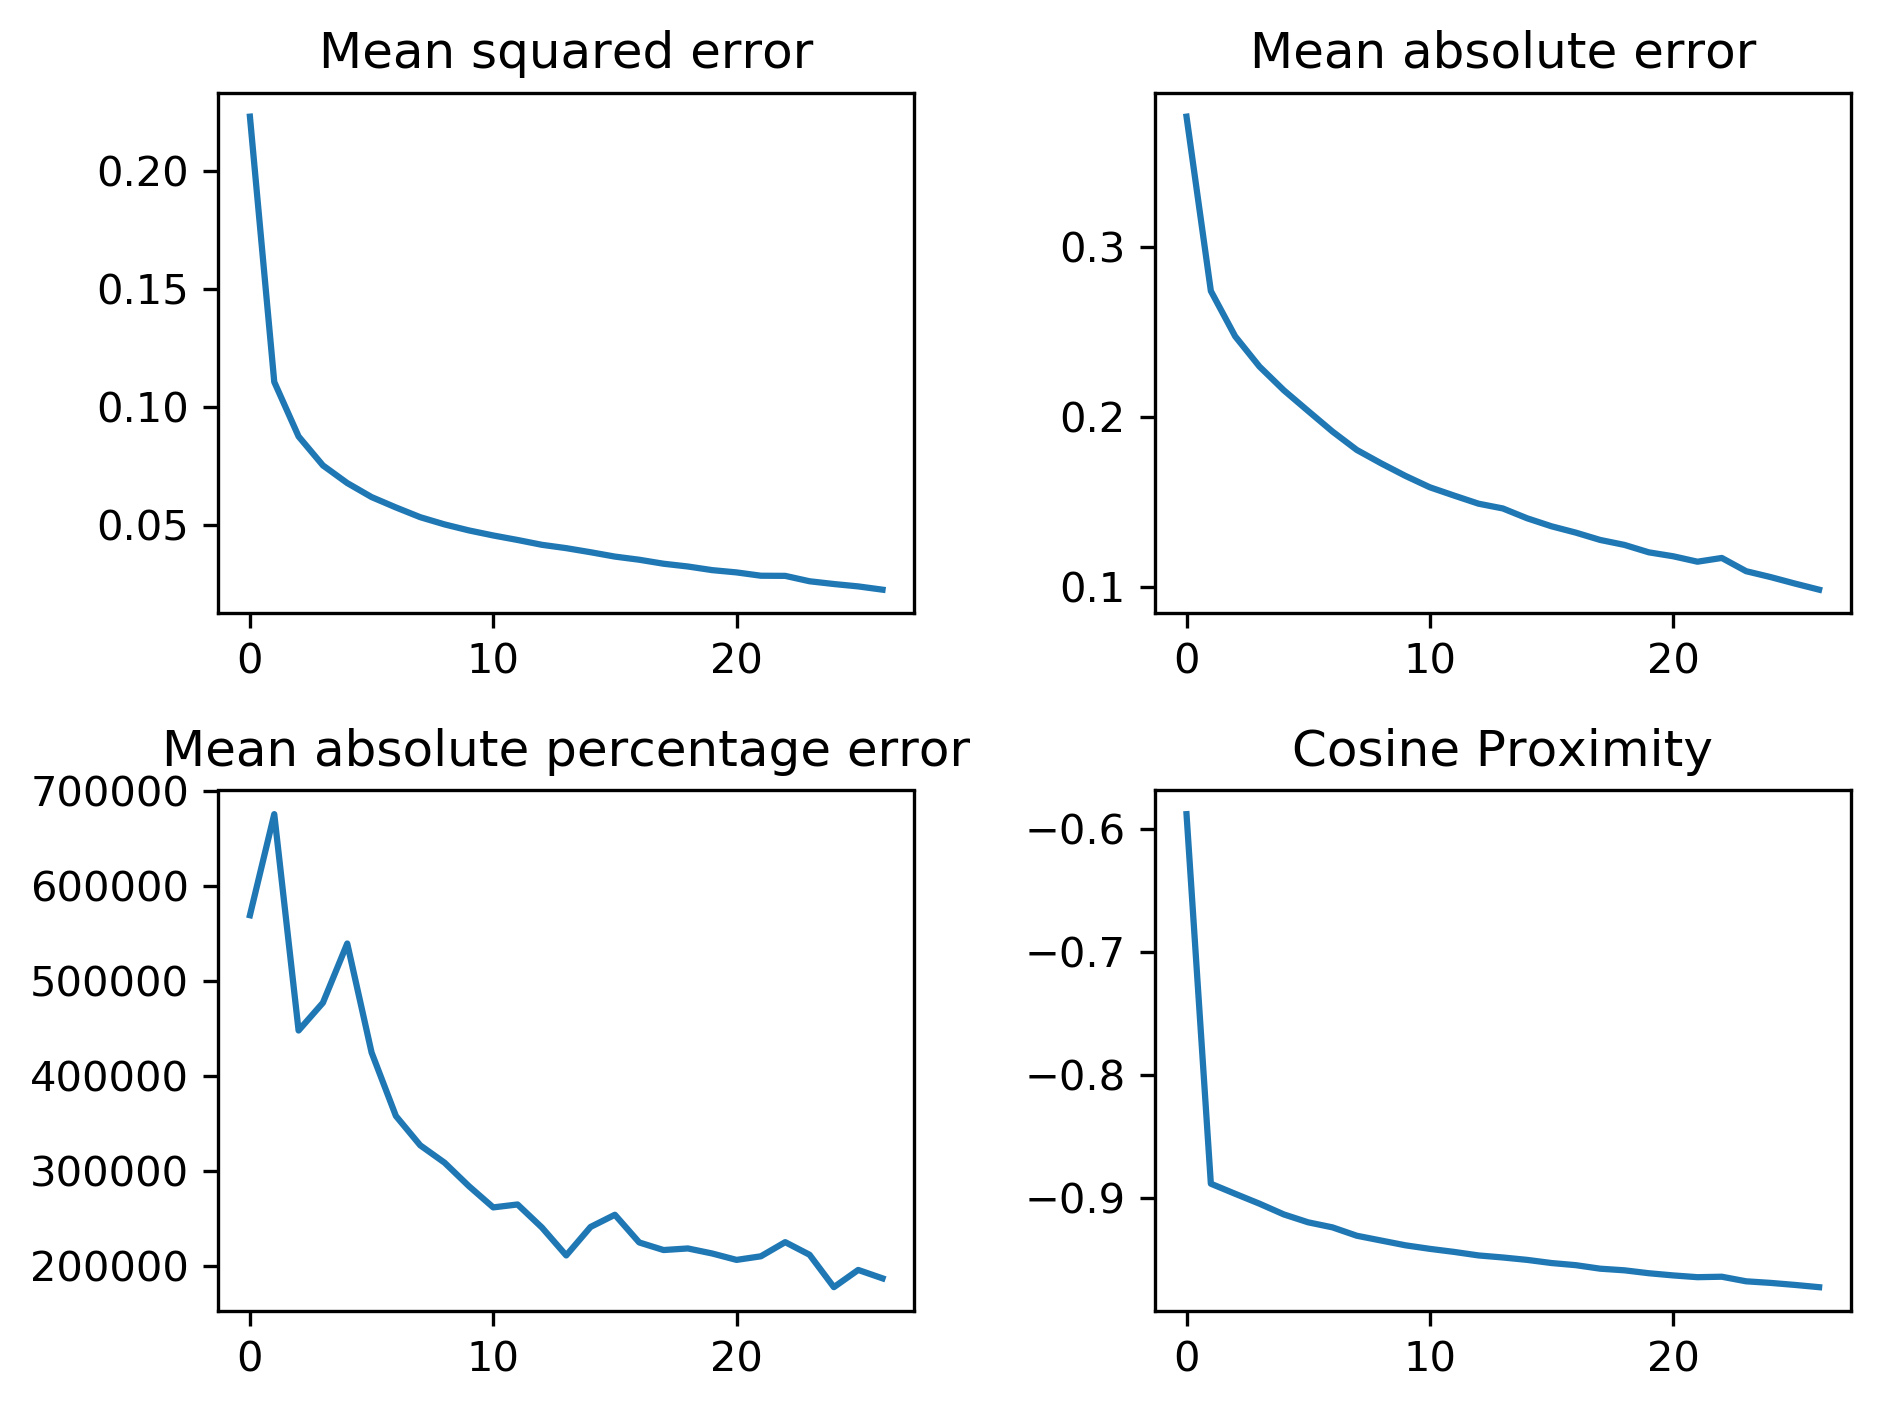 Mean squared error
0.20
0.15
0.10
0.05
0 10 20
Mean absolute error
0.3
0.2
0.1
0 10 20
Mean absolute percentage error
700000
600000
500000
400000
300000
200000
0 10 20
Cosine Proximity
−0.6
−0.7
−0.8
−0.9
0 10 20